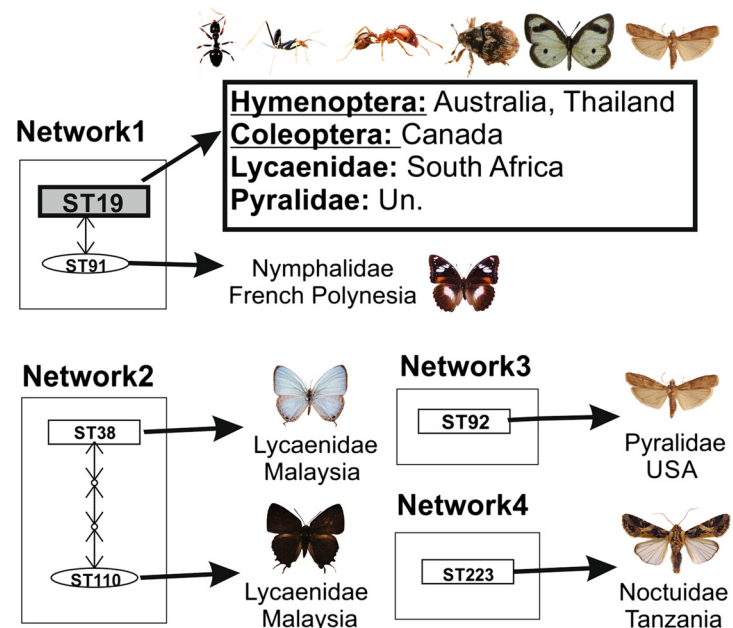 Network1
Hymenoptera: Australia, Thailand
Coleoptera: Canada
Lycaenidae: South Africa
Pyralidae: Un.
ST19
ST91
Nymphalidae
French Polynesia
Network2
ST38
Lycaenidae
Malaysia
ST110
Lycaenidae
Malaysia
Network3
ST92
Pyralidae
USA
Network4
ST223
Noctuidae
Tanzania